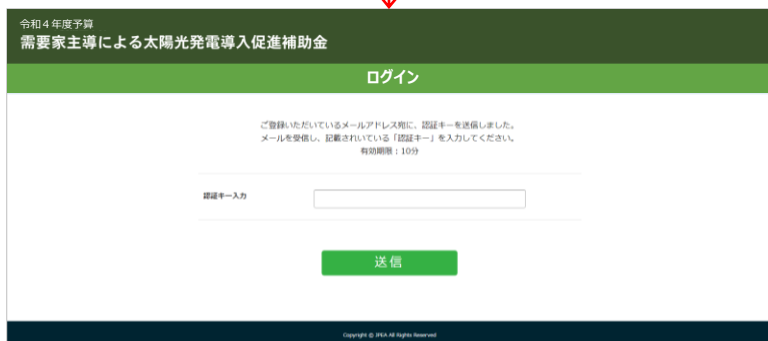 令和４年度予算
需要家主導による太陽光発電導入促進補助金
ログイン
ご登録いただいているメールアドレス宛に、認証キーを送信しました。
メールを受信し、記載されいている「認証キー」を入力してください。
有効期限：10分
認証キー入力
送信
Copyright © JPEA All Rights Reserved